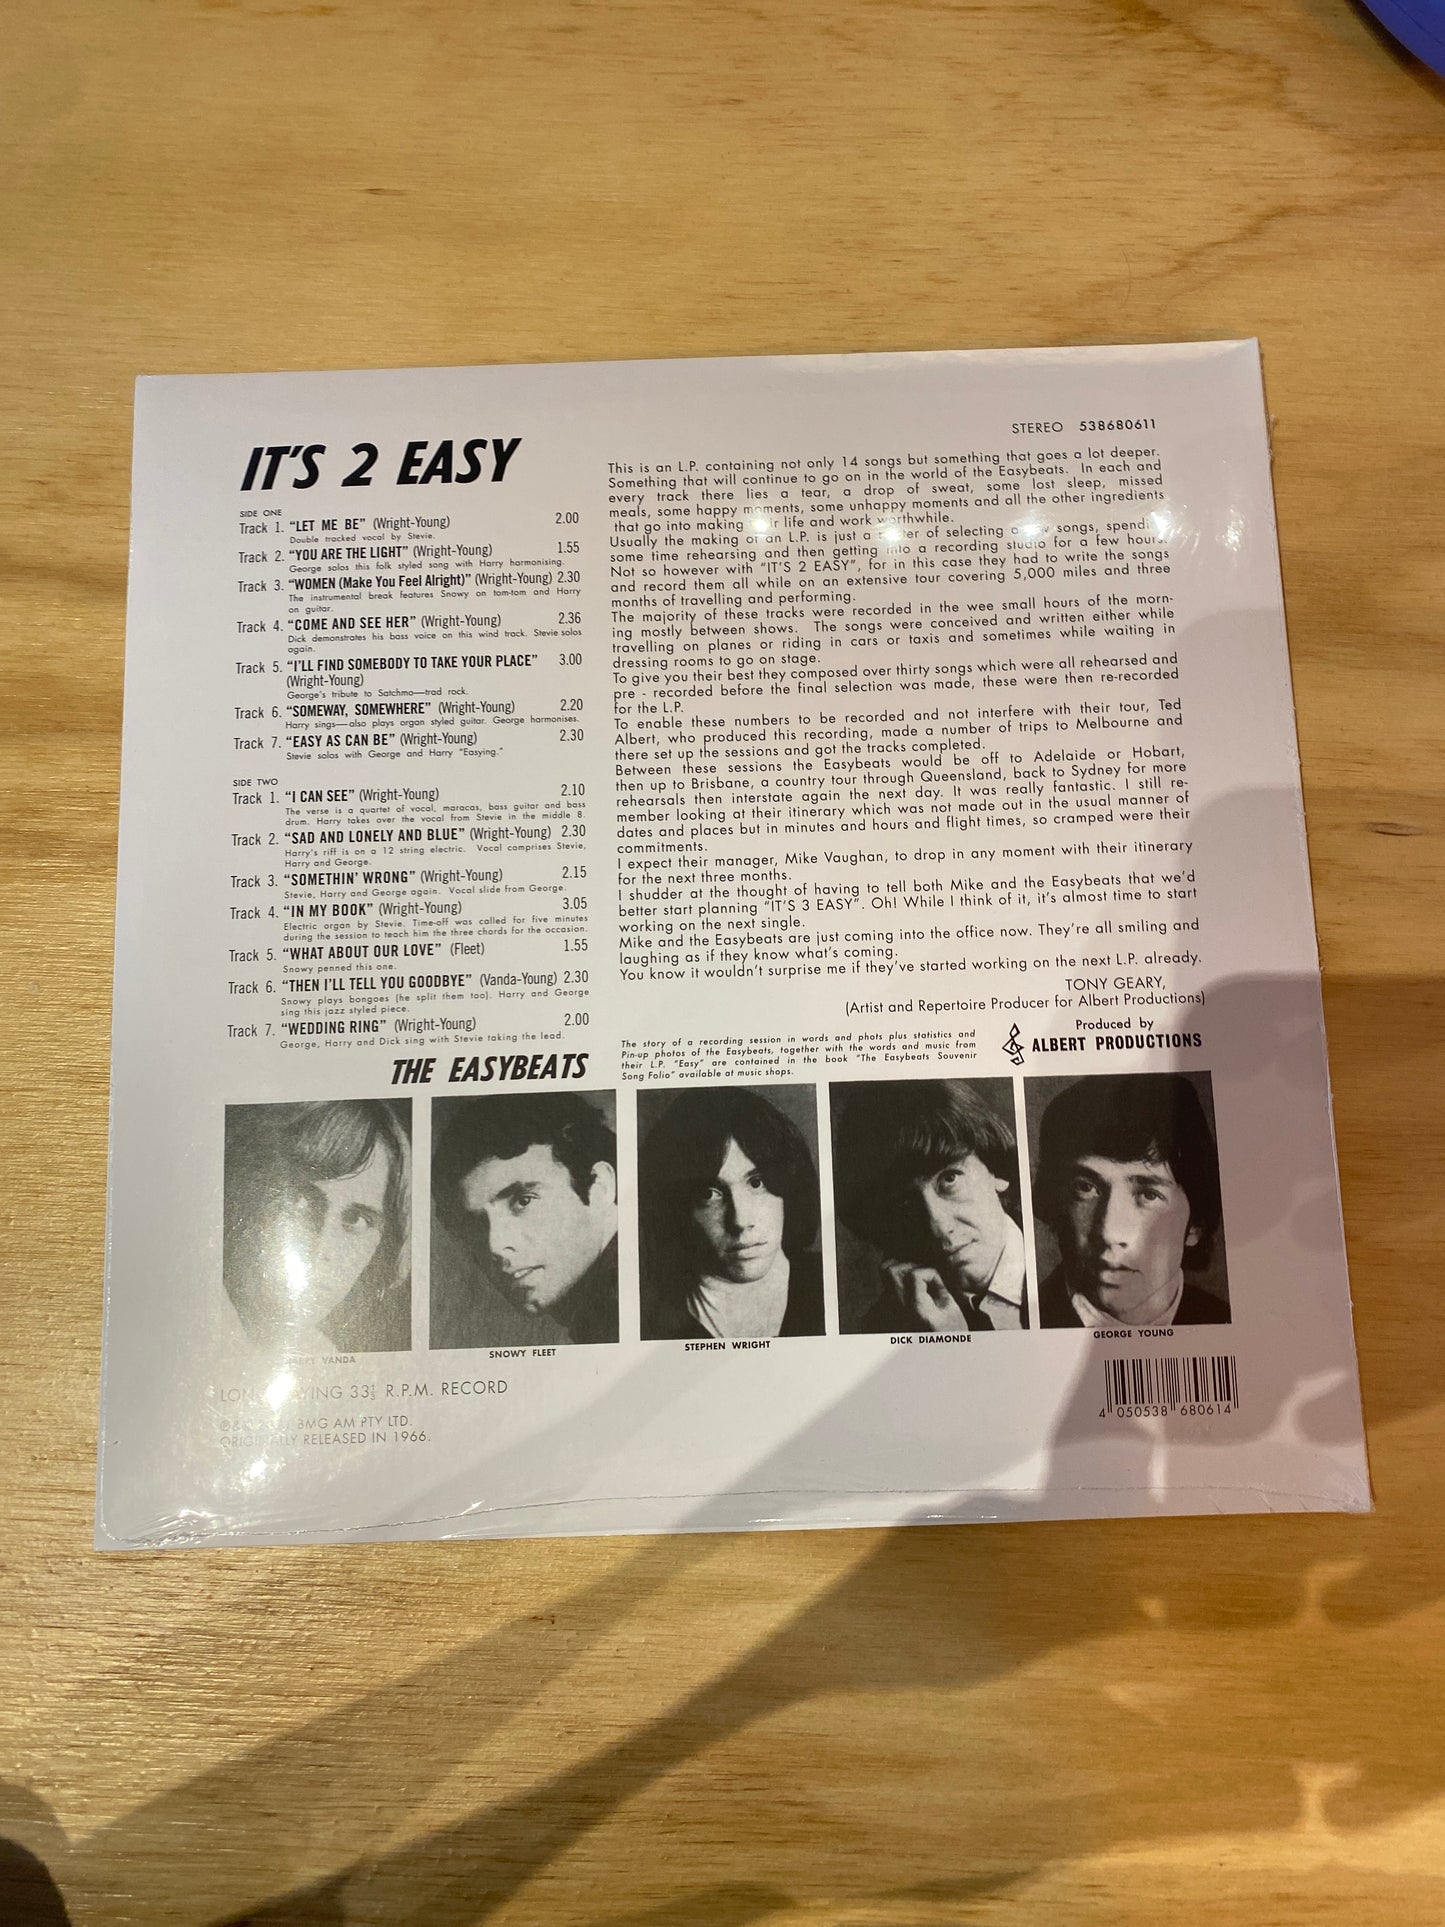 STEREO 538680611
IT'S 2 EASY
SIDE ONE
Track 1. "LET ME BE" (Wright-Young) 2.00
Double tracked vocal by Stevie.
Track 2. "YOU ARE THE LIGHT" (Wright-Young) 1.55
George solos this folk styled song with Harry harmonising.
Track 3. "WOMEN (Make You Feel Alright)" (Wright-Young) 2.30
The instrumental break features Snowy on tom-tom and Harry
on guitar.
Track 4. "COME AND SEE HER" (Wright-Young) 2.36
Dick demonstrates his bass voice on this wind track. Stevie solos
again.
Track 5. "I'LL FIND SOMEBODY TO TAKE YOUR PLACE" 3.00
(Wright-Young)
George's tribute to Satchmo—trad rock.
Track 6. "SOMEWAY, SOMEWHERE" (Wright-Young) 2.20
Harry sings—also plays organ styled guitar. George harmonises.
Track 7. "EASY AS CAN BE" (Wright-Young) 2.30
Stevie solos with George and Harry "Easying."
SIDE TWO
Track 1. "I CAN SEE" (Wright-Young) 2.10
The verse is a quartet of vocal, maracas, bass guitar and bass
drum. Harry takes over the vocal from Stevie in the middle 8.
Track 2. "SAD AND LONELY AND BLUE" (Wright-Young) 2.30
Harry's riff is on a 12 string electric. Vocal comprises Stevie,
Harry and George.
Track 3. "SOMETHIN' WRONG" (Wright-Young) 2.15
Stevie, Harry and George again. Vocal slide from George.
Track 4. "IN MY BOOK" (Wright-Young) 3.05
Electric organ by Stevie. Time-off was called for five minutes
during the session to teach him the three chords for the occasion.
Track 5. "WHAT ABOUT OUR LOVE" (Fleet) 1.55
Snowy penned this one.
Track 6. "THEN I'LL TELL YOU GOODBYE" (Vanda-Young) 2.30
Snowy plays bongoes (he split them too). Harry and George
sing this jazz styled piece.
Track 7. "WEDDING RING" (Wright-Young) 2.00
George, Harry and Dick sing with Stevie taking the lead.
THE EASYBEATS
This is an L.P. containing not only 14 songs but something that goes a lot deeper.
Something that will continue to go on in the world of the Easybeats. In each and
every track there lies a tear, a drop of sweat, some lost sleep, missed
meals, some happy moments, some unhappy moments and all the other ingredients
that go into making their life and work worthwhile.
Usually the making of an L.P. is just a matter of selecting a few songs, spending
some time rehearsing and then getting into a recording studio for a few hours.
Not so however with "IT'S 2 EASY", for in this case they had to write the songs
and record them all while on an extensive tour covering 5,000 miles and three
months of travelling and performing.
The majority of these tracks were recorded in the wee small hours of the morn-
ing mostly between shows. The songs were conceived and written either while
travelling on planes or riding in cars or taxis and sometimes while waiting in
dressing rooms to go on stage.
To give you their best they composed over thirty songs which were all rehearsed and
pre - recorded before the final selection was made, these were then re-recorded
for the L.P.
To enable these numbers to be recorded and not interfere with their tour, Ted
Albert, who produced this recording, made a number of trips to Melbourne and
there set up the sessions and got the tracks completed.
Between these sessions the Easybeats would be off to Adelaide or Hobart,
then up to Brisbane, a country tour through Queensland, back to Sydney for more
rehearsals then interstate again the next day. It was really fantastic. I still re-
member looking at their itinerary which was not made out in the usual manner of
dates and places but in minutes and hours and flight times, so cramped were their
commitments.
I expect their manager, Mike Vaughan, to drop in any moment with their itinerary
for the next three months.
I shudder at the thought of having to tell both Mike and the Easybeats that we'd
better start planning "IT'S 3 EASY". Oh! While I think of it, it's almost time to start
working on the next single.
Mike and the Easybeats are just coming into the office now. They're all smiling and
laughing as if they know what's coming.
You know it wouldn't surprise me if they've started working on the next L.P. already.
TONY GEARY,
(Artist and Repertoire Producer for Albert Productions)
The story of a recording session in words and phots plus statistics and
Pin-up photos of the Easybeats, together with the words and music from
their L.P. "Easy" are contained in the book "The Easybeats Souvenir
Song Folio" available at music shops.
Produced by
ALBERT PRODUCTIONS
VANDA
SNOWY FLEET
STEPHEN WRIGHT
DICK DIAMONDE
GEORGE YOUNG
LONG PLAYING 33⅓ R.P.M. RECORD
BMG AM PTY LTD.
ORIGINALLY RELEASED IN 1966.
4 050538 680614